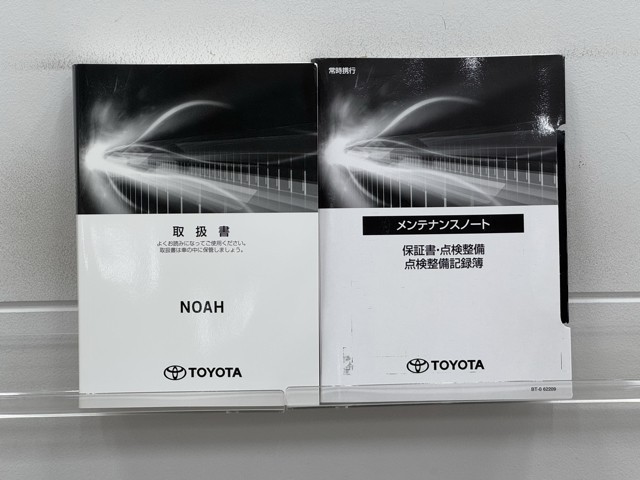 取扱書
よくお読みになってご使用ください。
取扱書は車の中に保管しましょう。
NOAH
TOYOTA
常時携行
メンテナンスノート
保証書・点検整備
点検整備記録簿
TOYOTA